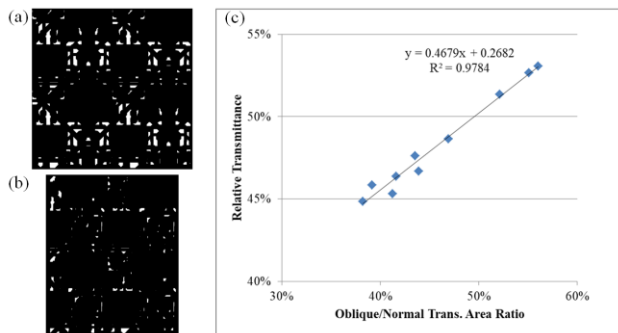 (a)
(b)
(c)
55%
50%
45%
40%
30%
40%
50%
60%
Relative Transmittance
Oblique/Normal Trans. Area Ratio
y = 0.4679x + 0.2682
R² = 0.9784